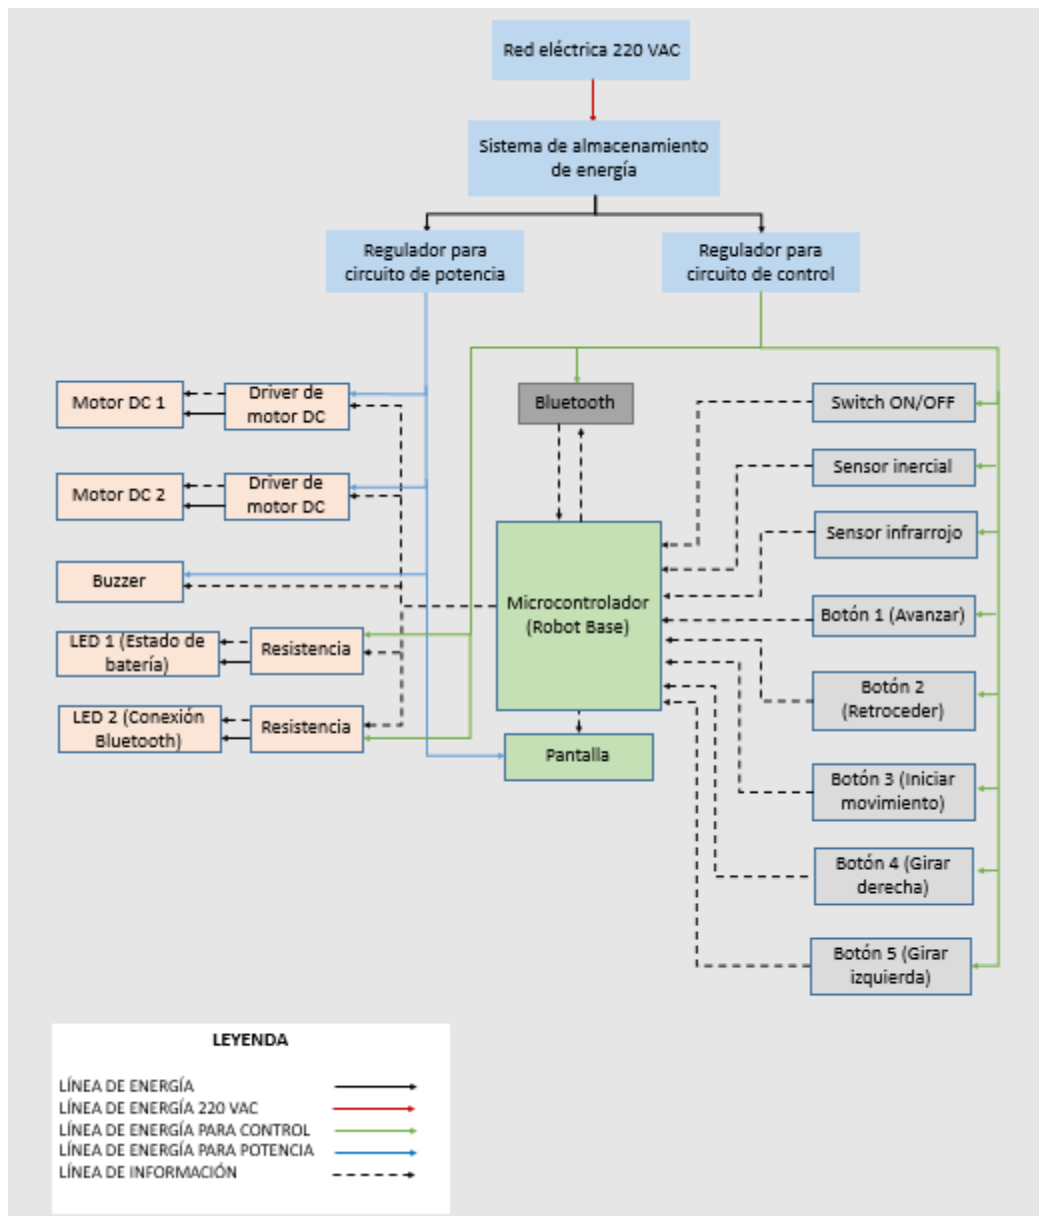 Red eléctrica 220 VAC
Sistema de almacenamiento
de energía
Regulador para
circuito de potencia
Regulador para
circuito de control
Motor DC 1
Driver de
motor DC
Bluetooth
Switch ON/OFF
Motor DC 2
Driver de
motor DC
Sensor inercial
Sensor infrarrojo
Buzzer
Microcontrolador
(Robot Base)
Botón 1 (Avanzar)
LED 1 (Estado de
batería)
Resistencia
Botón 2
(Retroceder)
LED 2 (Conexión
Bluetooth)
Resistencia
Pantalla
Botón 3 (Iniciar
movimiento)
Botón 4 (Girar
derecha)
Botón 5 (Girar
izquierda)
LEYENDA
LÍNEA DE ENERGÍA
LÍNEA DE ENERGÍA 220 VAC
LÍNEA DE ENERGÍA PARA CONTROL
LÍNEA DE ENERGÍA PARA POTENCIA
LÍNEA DE INFORMACIÓN